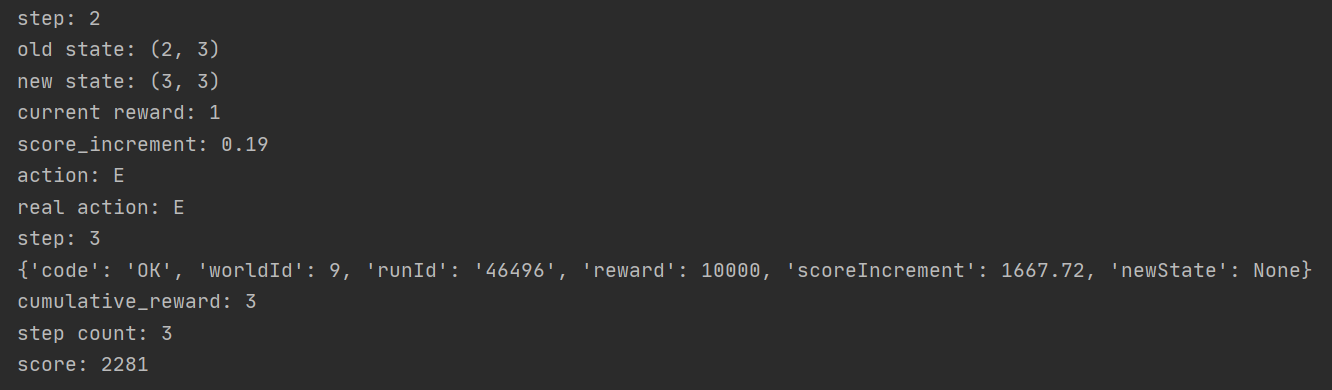 step: 2
old state: (2, 3)
new state: (3, 3)
current reward: 1
score_increment: 0.19
action: E
real action: E
step: 3
{'code': 'OK', 'worldId': 9, 'runId': '46496', 'reward': 10000, 'scoreIncrement': 1667.72, 'newState': None}
cumulative_reward: 3
step count: 3
score: 2281